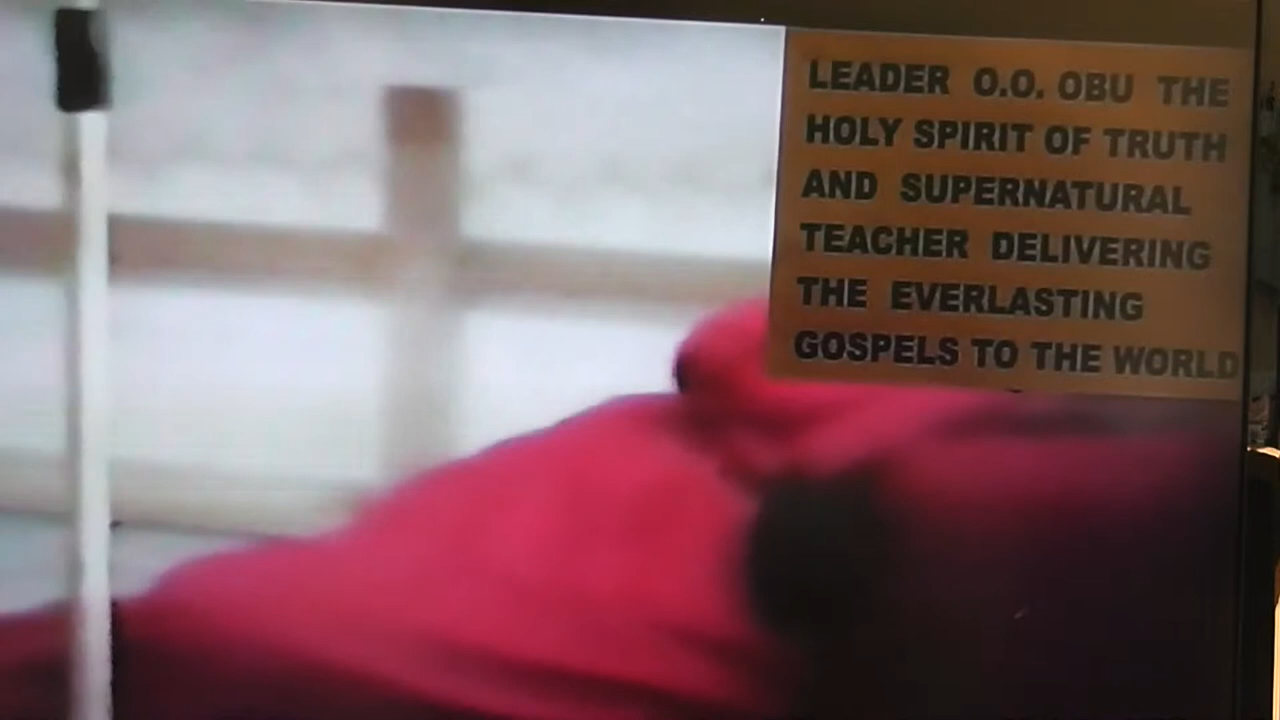 LEADER O.O. OBU THE
HOLY SPIRIT OF TRUTH
AND SUPERNATURAL
TEACHER DELIVERING
THE EVERLASTING
GOSPELS TO THE WORLD